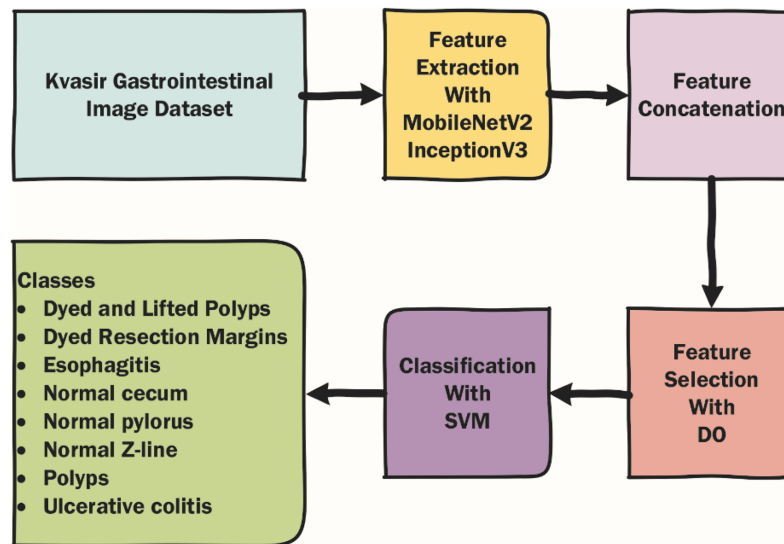 Kvasir Gastrointestinal
Image Dataset
Feature
Extraction
With
MobileNetV2
InceptionV3
Feature
Concatenation
Feature
Selection
With
DO
Classification
With
SVM
Classes
• Dyed and Lifted Polyps
• Dyed Resection Margins
• Esophagitis
• Normal cecum
• Normal pylorus
• Normal Z-line
• Polyps
• Ulcerative colitis